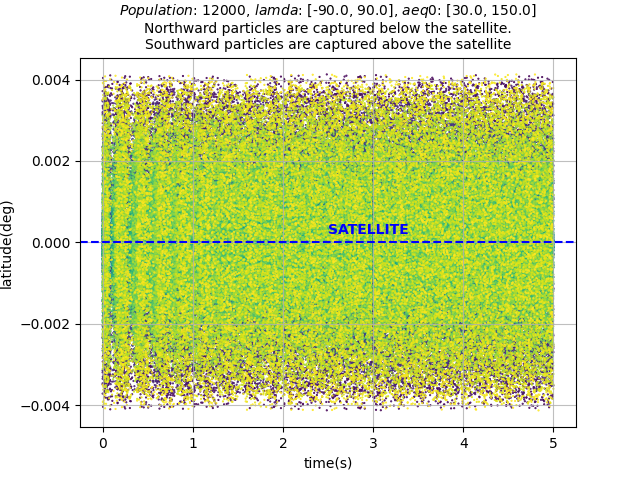 Population: 12000, lamda: [-90.0, 90.0], aeq0: [30.0, 150.0]
Northward particles are captured below the satellite.
Southward particles are captured above the satellite
0.004
0.002
0.000
−0.002
−0.004
latitude(deg)
SATELLITE
0 1 2 3 4 5
time(s)